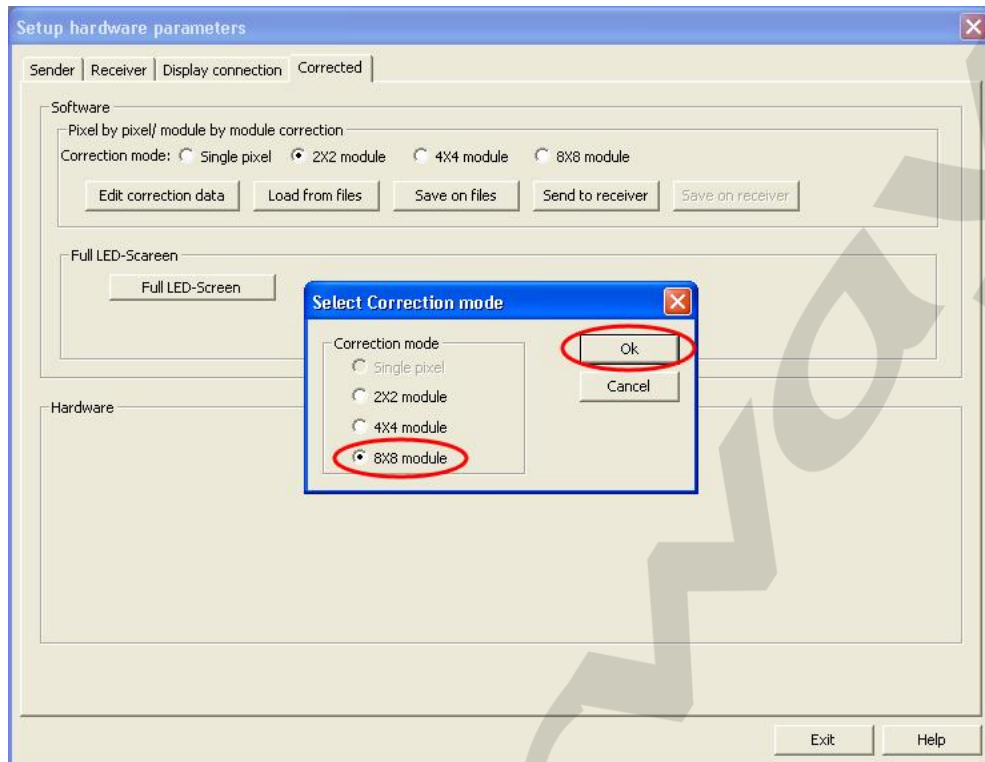 Setup hardware parameters
Sender Receiver Display connection Corrected
Software
Pixel by pixel/ module by module correction
Correction mode: Single pixel 2X2 module 4X4 module 8X8 module
Edit correction data Load from files Save on files Send to receiver Save on receiver
Full LED-Scareen
Full LED-Screen
Select Correction mode
Correction mode
Single pixel
2X2 module
4X4 module
8X8 module
Ok
Cancel
Hardware
Exit Help